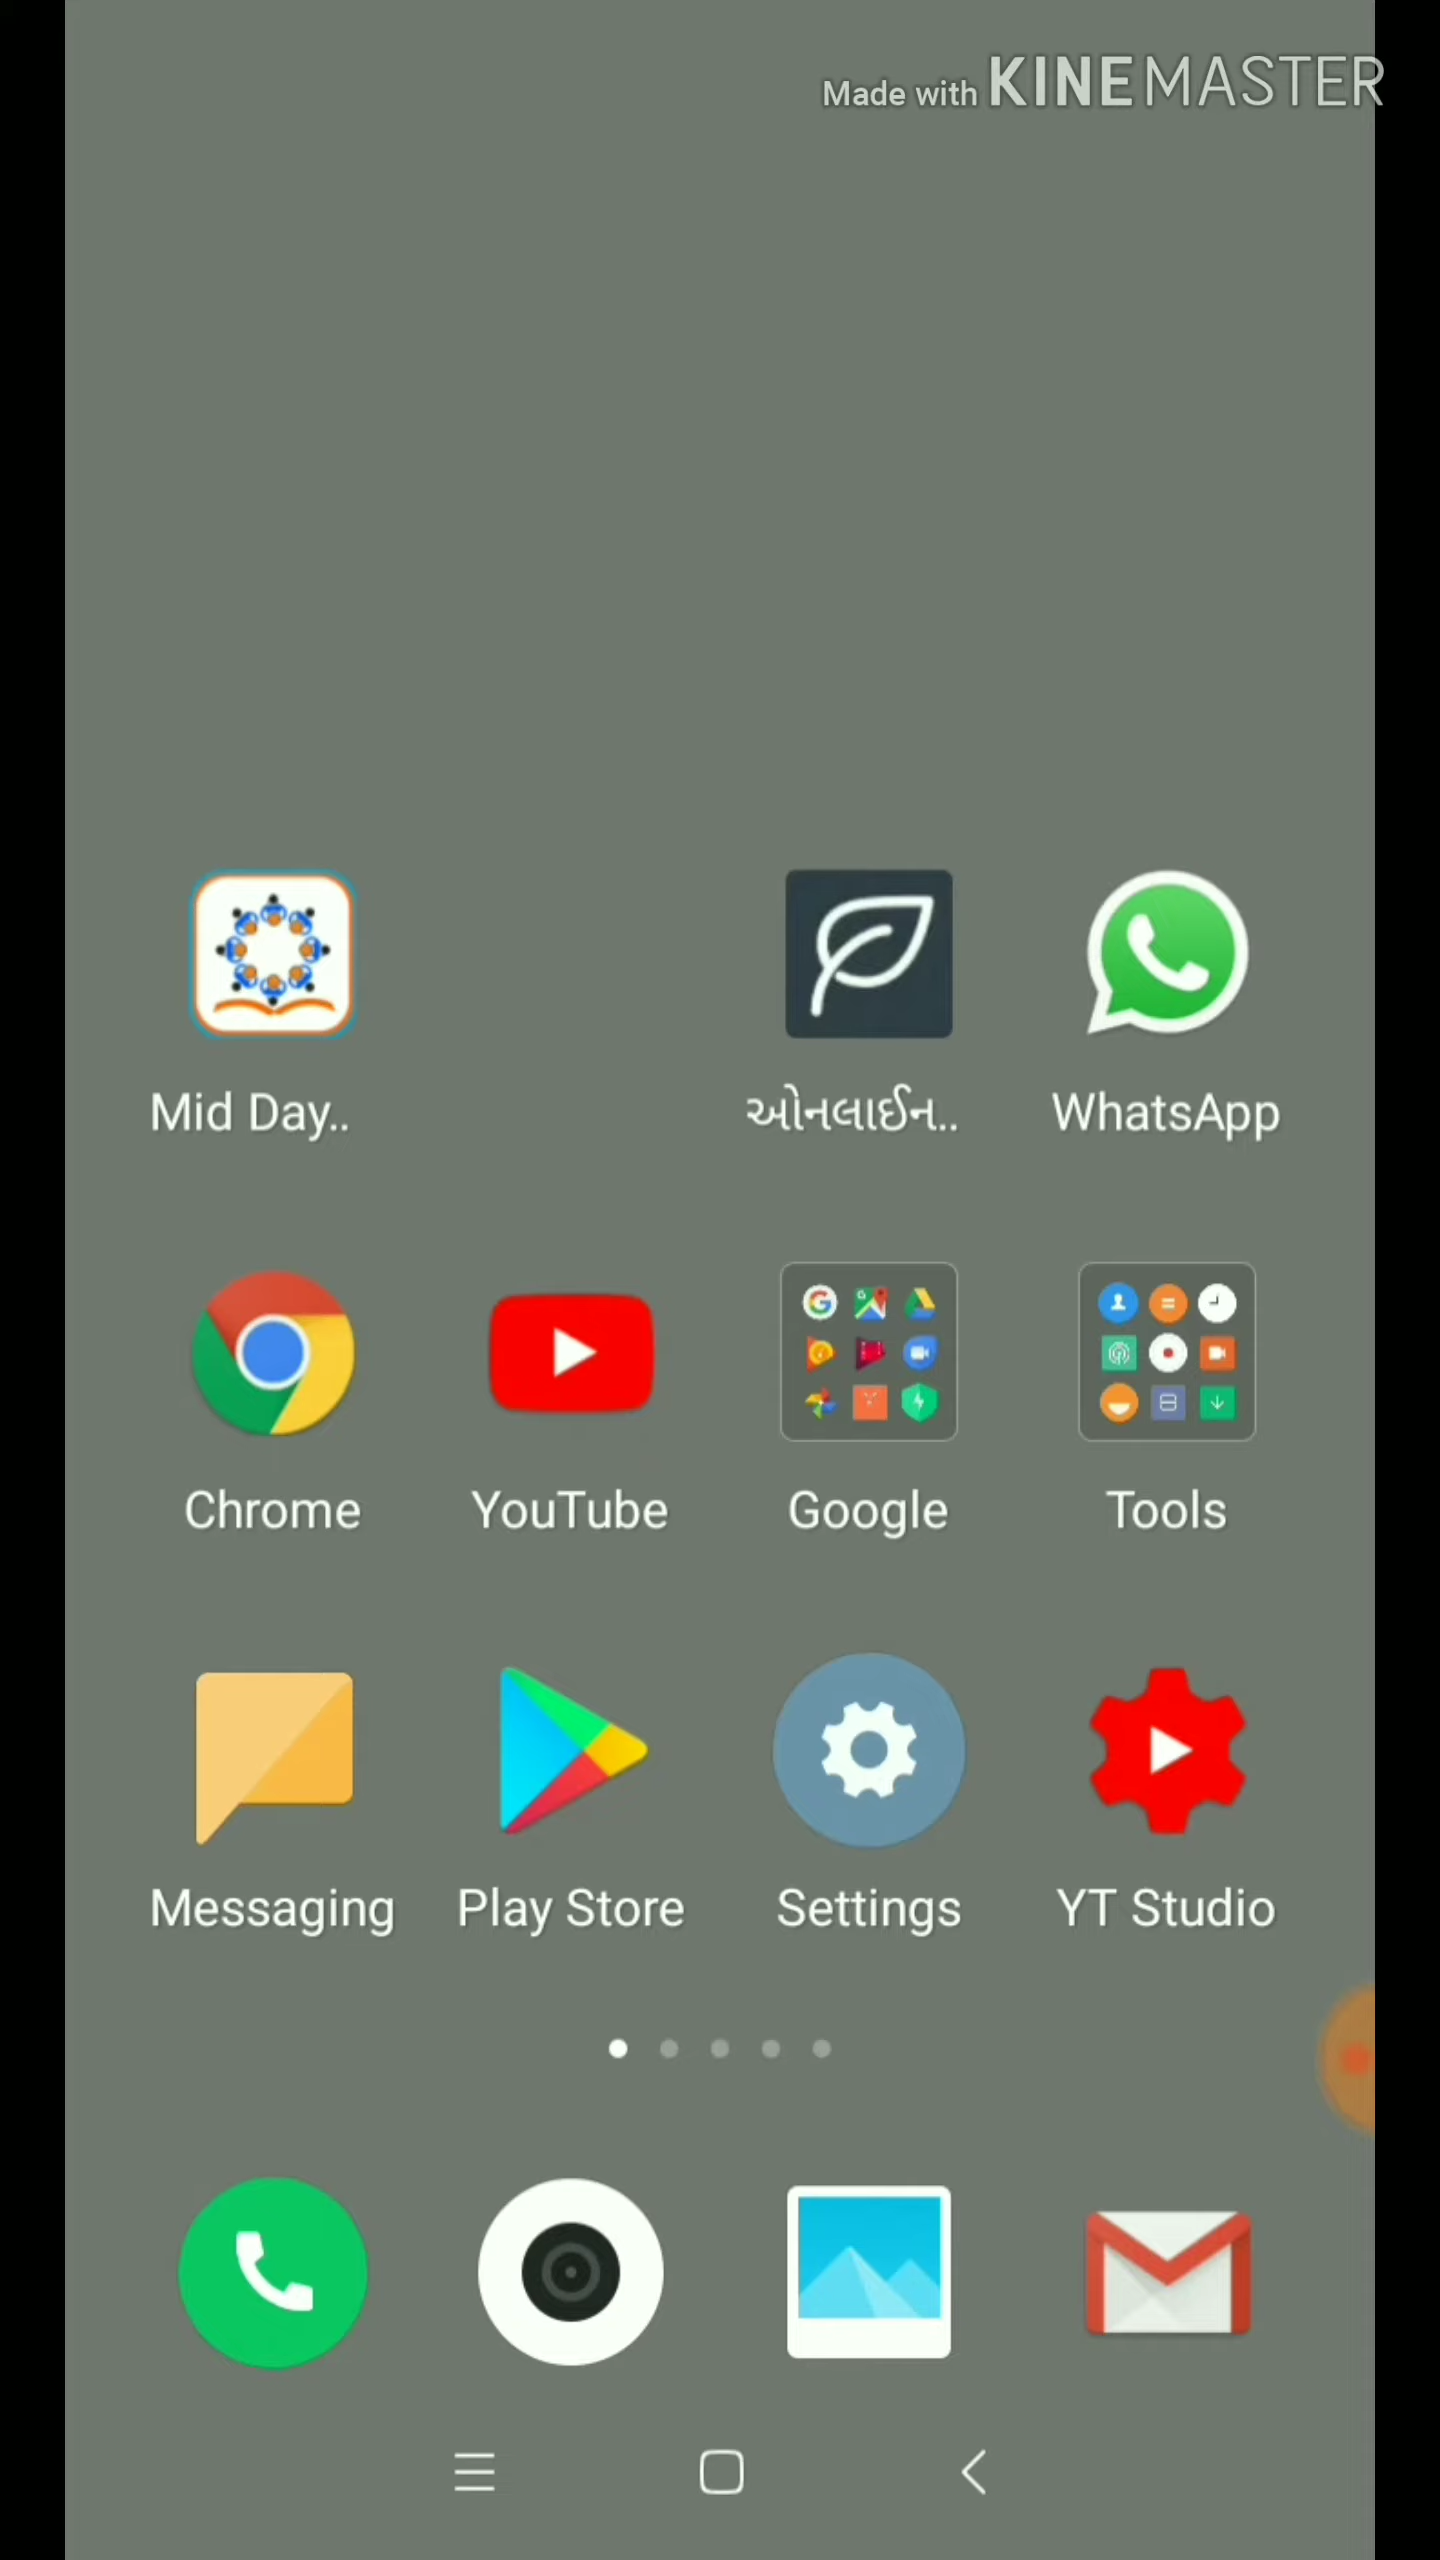 Made with KINEMASTER
Mid Day.. ઓનલાઈન.. WhatsApp
Chrome YouTube Google Tools
Messaging Play Store Settings YT Studio